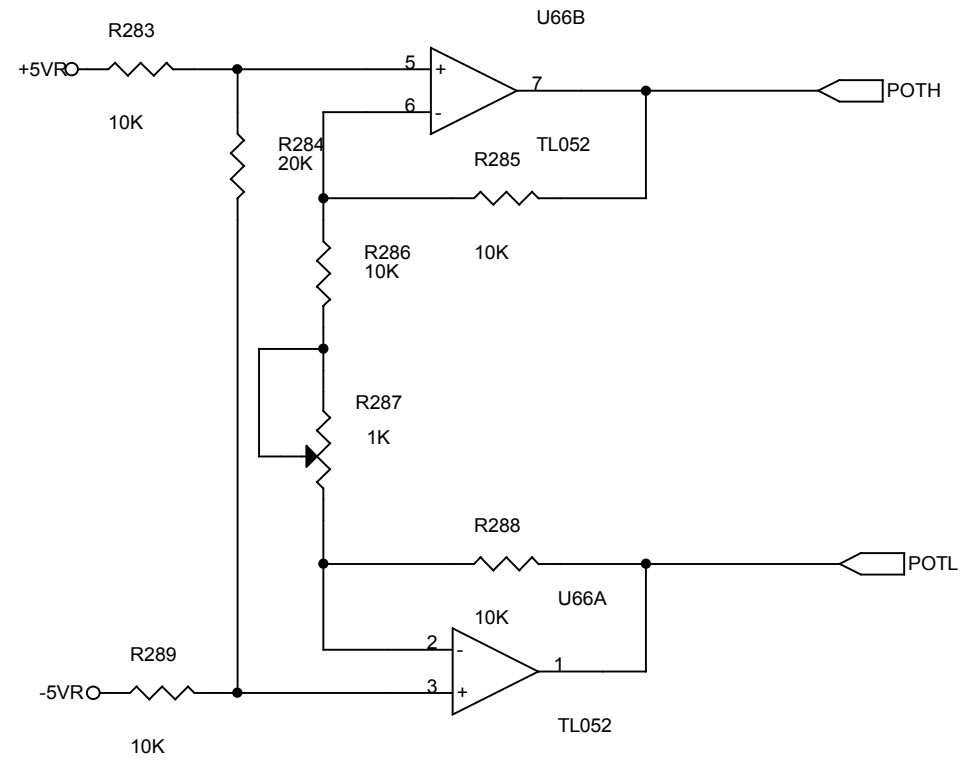 U66B
R283
+5VR
5
+
7
6
-
POTH
10K
R284
20K
TL052
R285
R286
10K
10K
R287
1K
R288
POTL
U66A
10K
2
-
R289
1
-5VR
3
+
TL052
10K